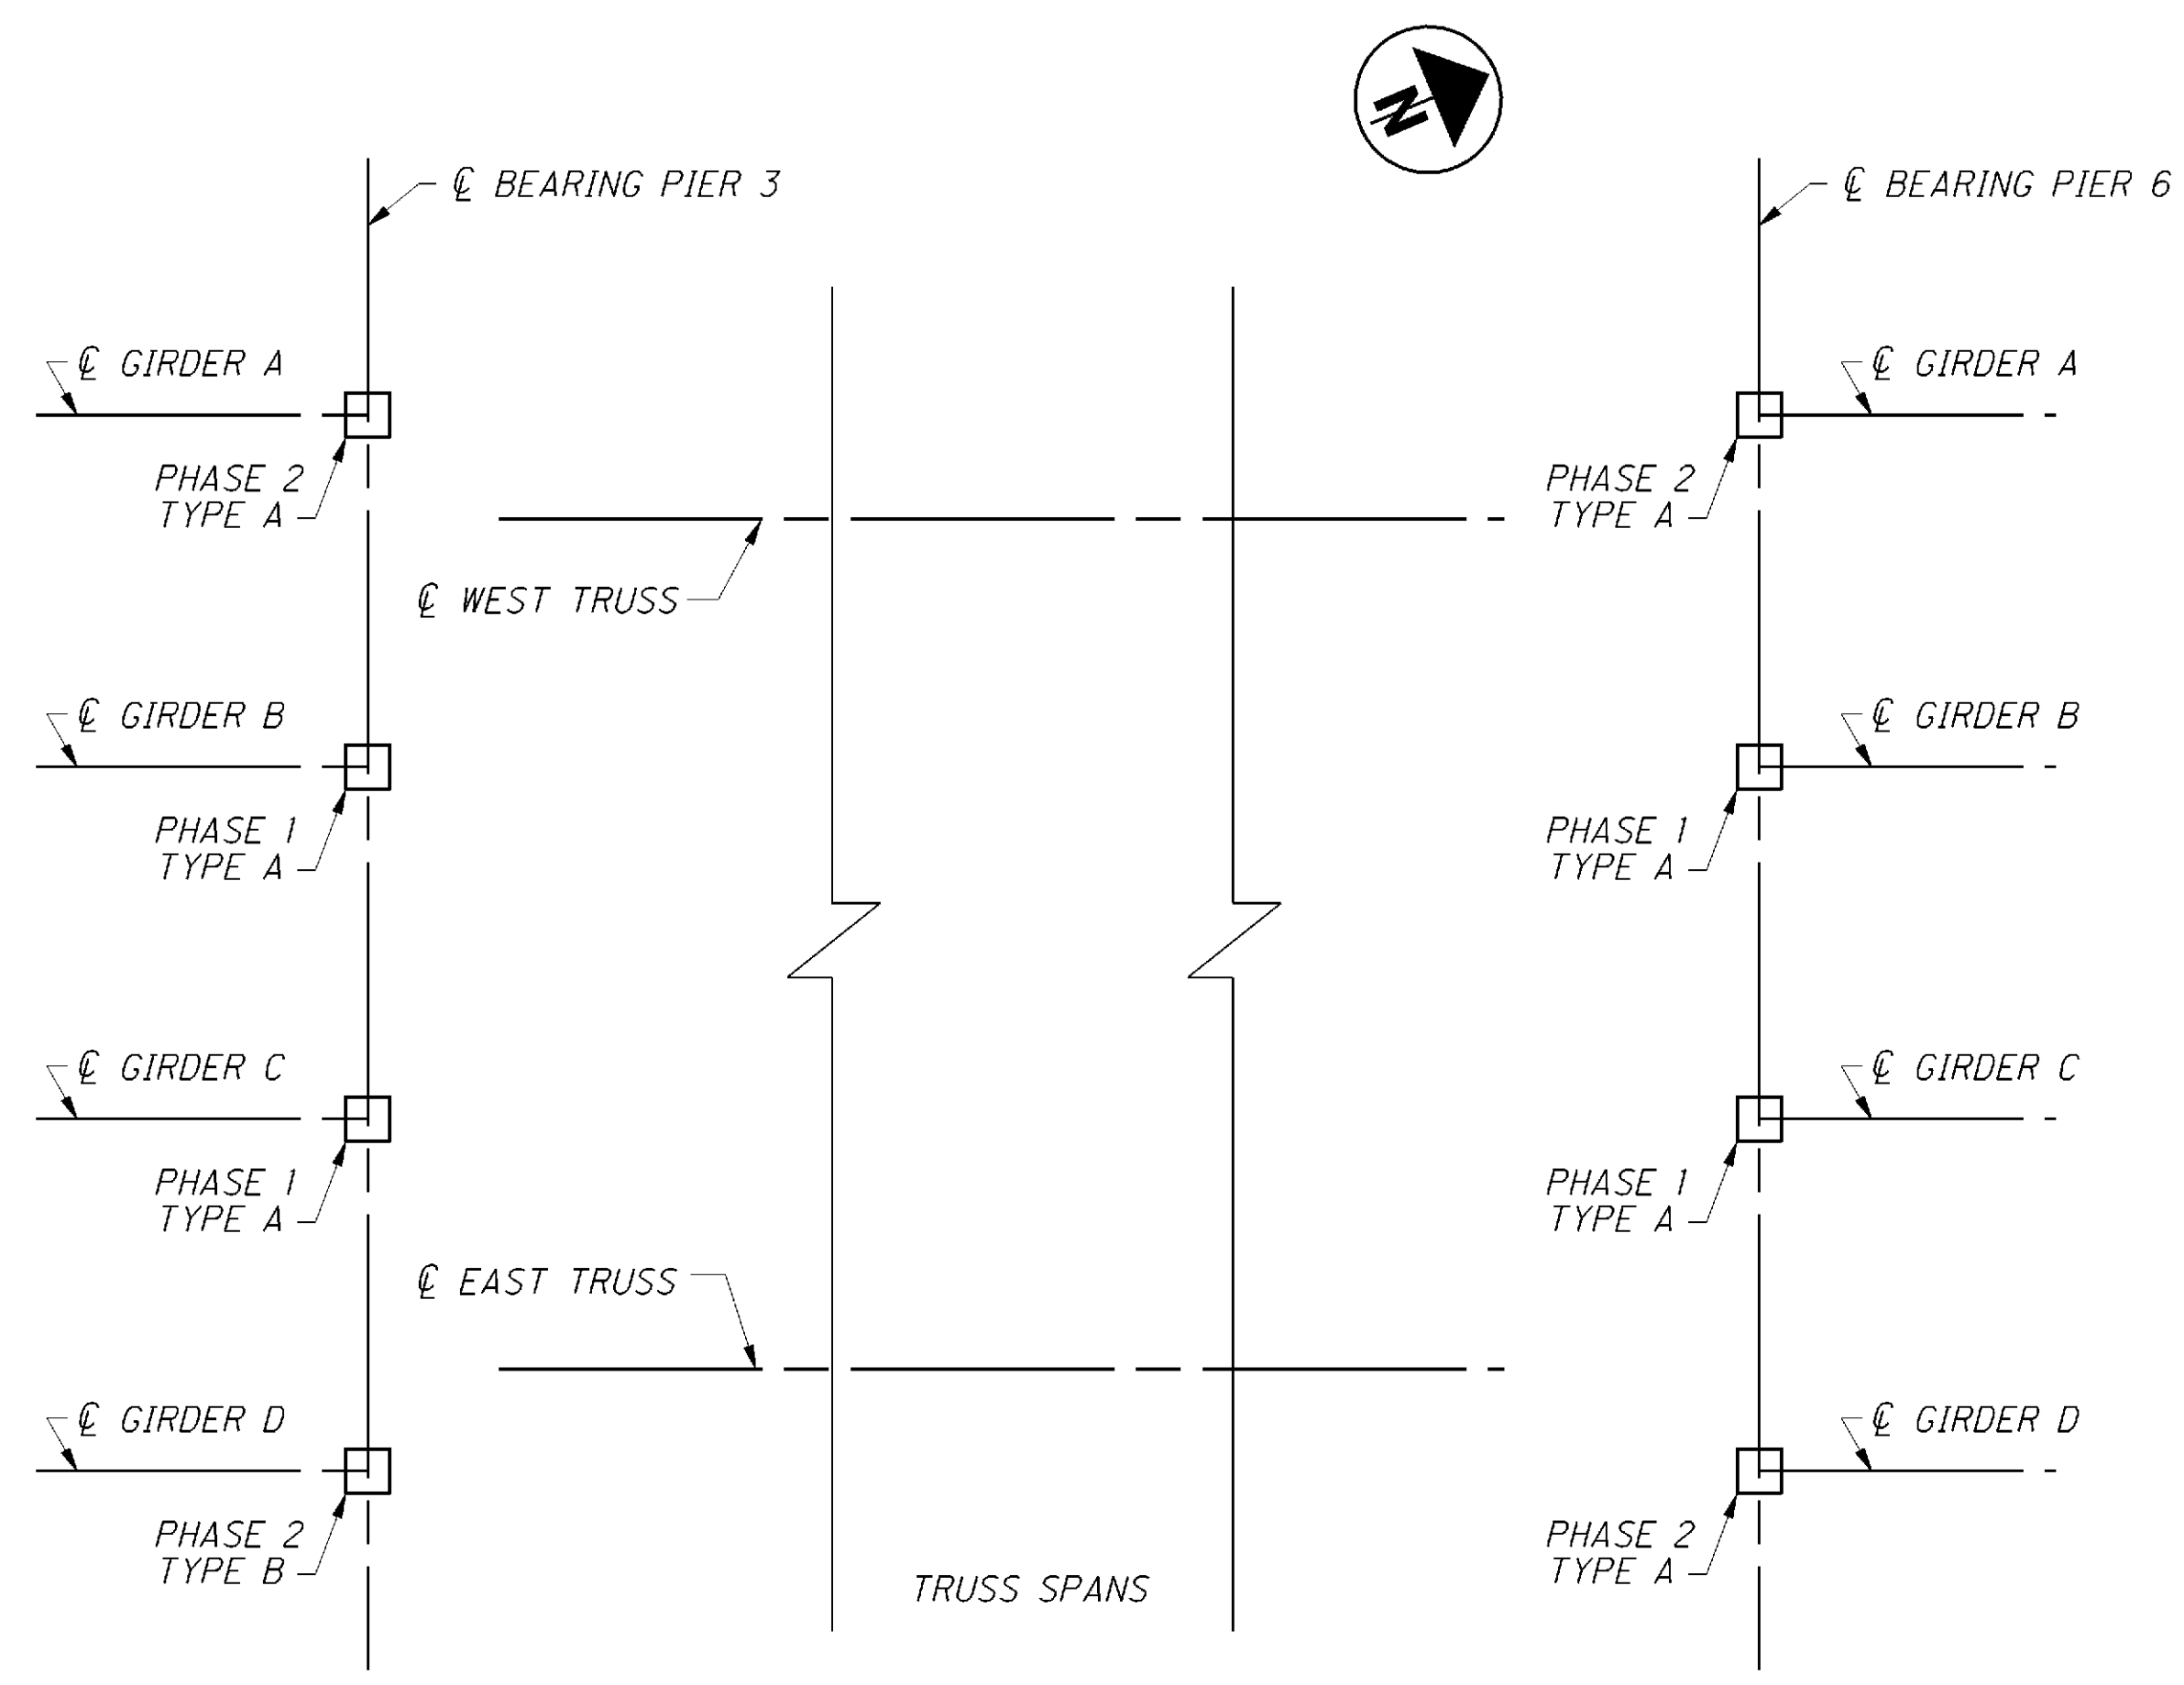 N
℄ BEARING PIER 3
℄ BEARING PIER 6
℄ GIRDER A
℄ GIRDER A
PHASE 2
TYPE A
PHASE 2
TYPE A
℄ WEST TRUSS
℄ GIRDER B
℄ GIRDER B
PHASE 1
TYPE A
PHASE 1
TYPE A
℄ GIRDER C
℄ GIRDER C
PHASE 1
TYPE A
PHASE 1
TYPE A
℄ EAST TRUSS
℄ GIRDER D
℄ GIRDER D
PHASE 2
TYPE B
PHASE 2
TYPE A
TRUSS SPANS